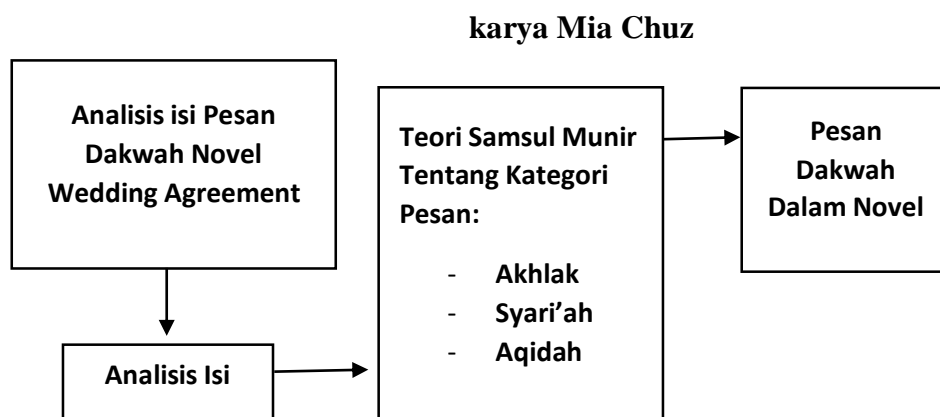 karya Mia Chuz
Analisis isi Pesan
Dakwah Novel
Wedding Agreement
Analisis Isi
Teori Samsul Munir
Tentang Kategori
Pesan:
- Akhlak
- Syari’ah
- Aqidah
Pesan
Dakwah
Dalam Novel